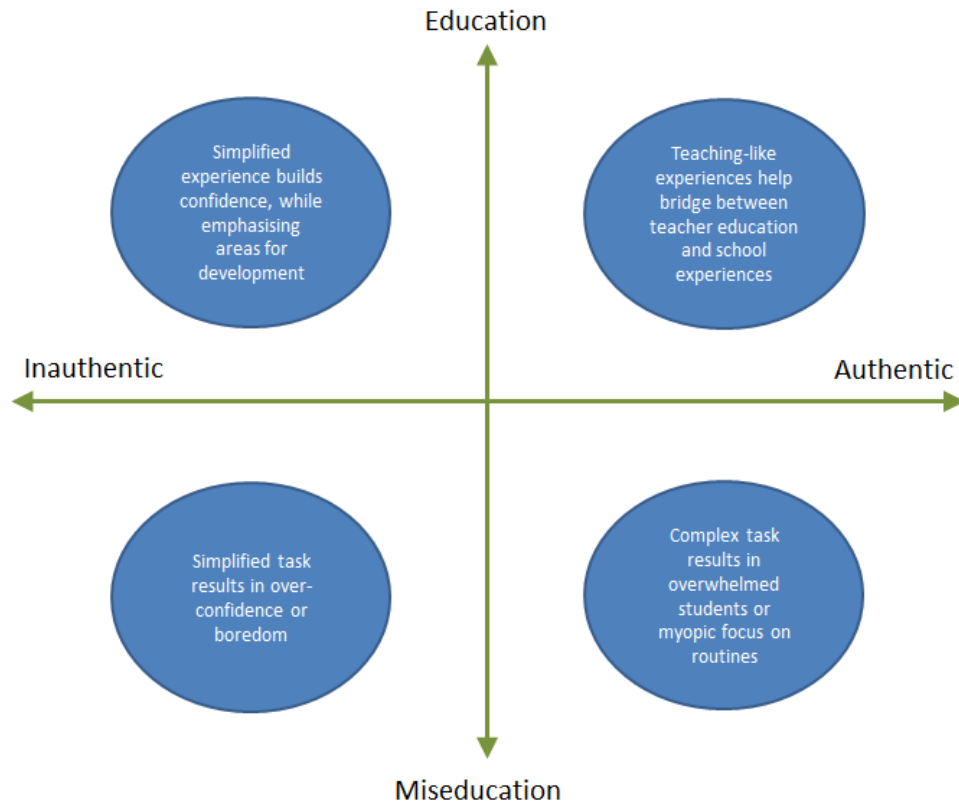 Education
Simplified
experience builds
confidence, while
emphasising
areas for
development
Teaching-like
experiences help
bridge between
teacher education
and school
experiences
Inauthentic
Authentic
Simplified task
results in over-
confidence or
boredom
Complex task
results in
overwhelmed
students or
myopic focus on
routines
Miseducation